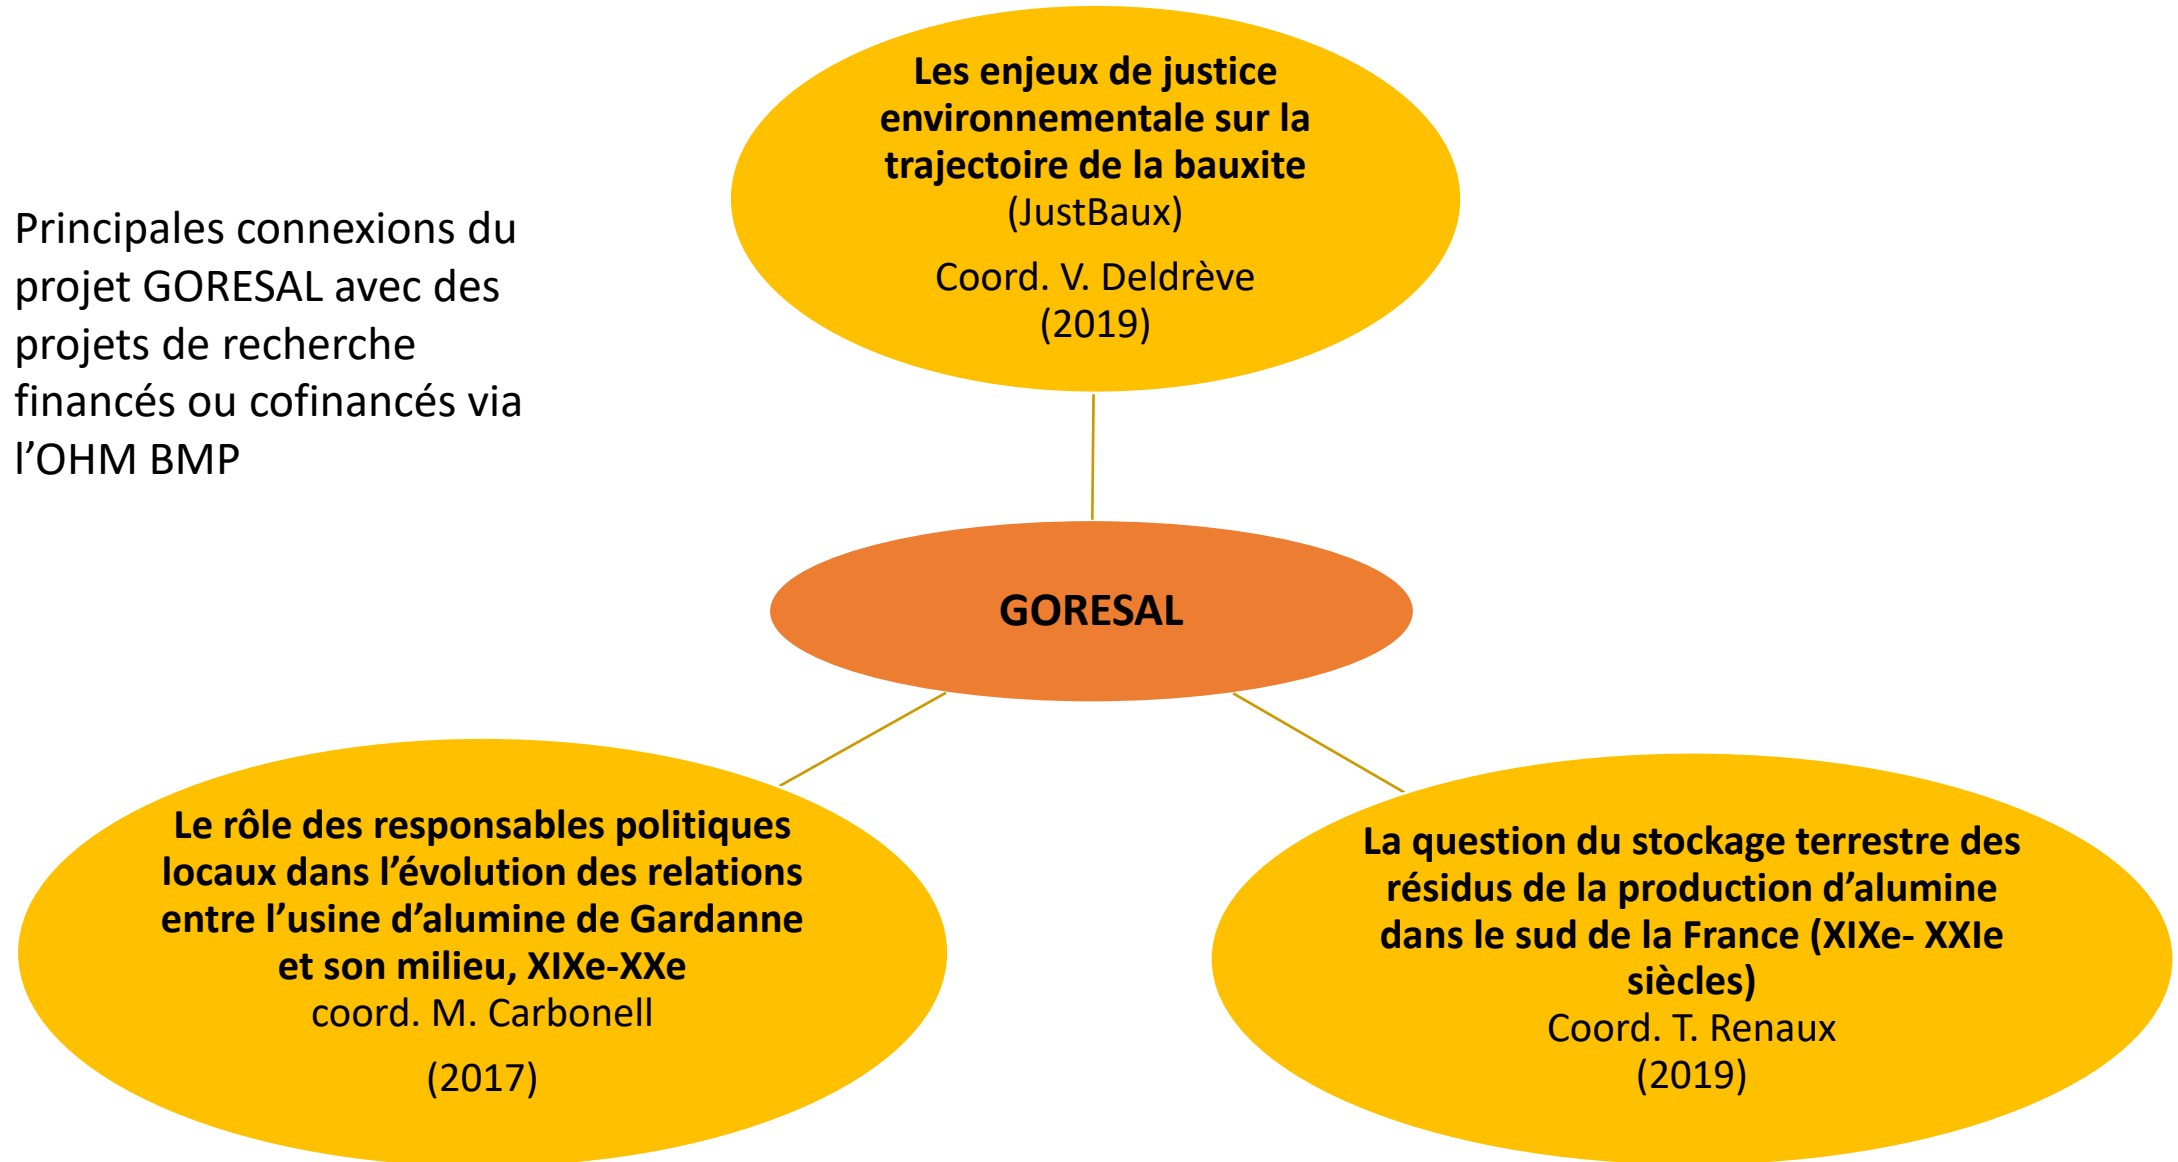 Principales connexions du
projet GORESAL avec des
projets de recherche
financés ou cofinancés via
l’OHM BMP
Les enjeux de justice
environnementale sur la
trajectoire de la bauxite
(JustBaux)
Coord. V. Deldrève
(2019)
GORESAL
Le rôle des responsables politiques
locaux dans l’évolution des relations
entre l’usine d’alumine de Gardanne
et son milieu, XIXe-XXe
coord. M. Carbonell
(2017)
La question du stockage terrestre des
résidus de la production d’alumine
dans le sud de la France (XIXe- XXIe
siècles)
Coord. T. Renaux
(2019)